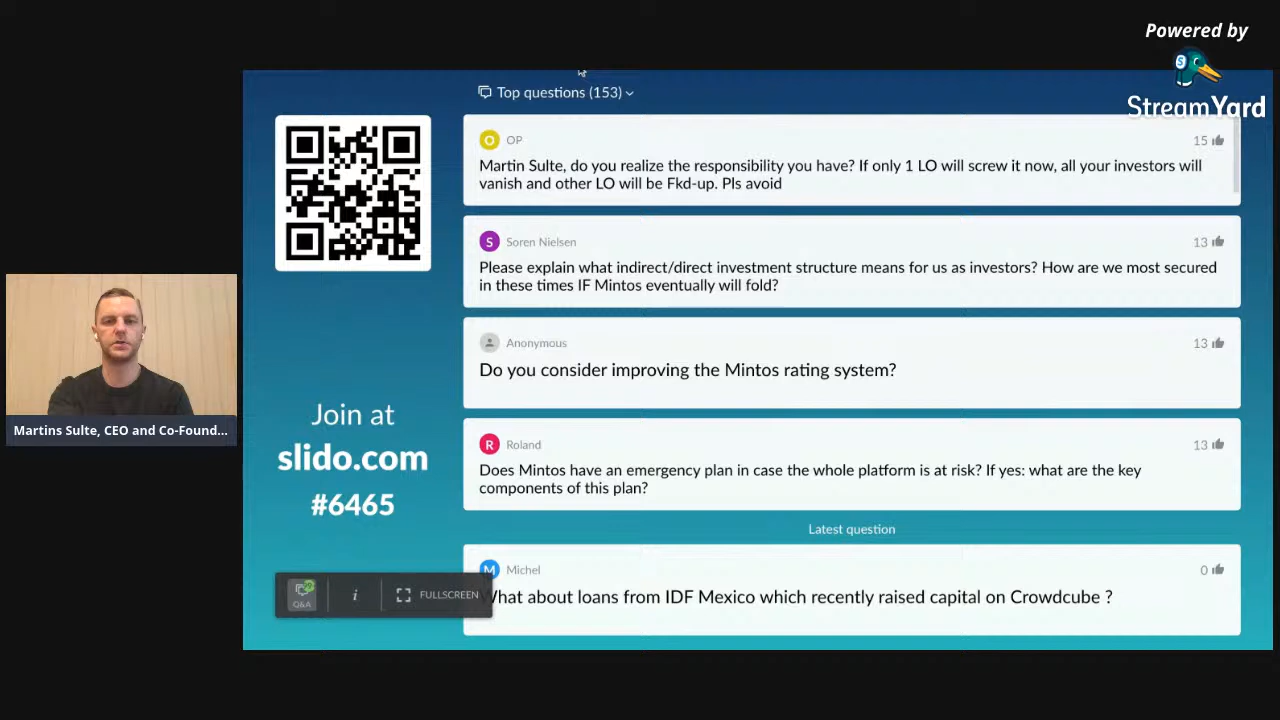 Powered by
StreamYard
Top questions (153)
O OP 15
Martin Sulte, do you realize the responsibility you have? If only 1 LO will screw it now, all your investors will
vanish and other LO will be Fkd-up. Pls avoid
S Soren Nielsen 13
Please explain what indirect/direct investment structure means for us as investors? How are we most secured
in these times IF Mintos eventually will fold?
Anonymous 13
Do you consider improving the Mintos rating system?
R Roland 13
Does Mintos have an emergency plan in case the whole platform is at risk? If yes: what are the key
components of this plan?
Latest question
M Michel 0
What about loans from IDF Mexico which recently raised capital on Crowdcube ?
Join at
slido.com
#6465
Q&A i FULLSCREEN
Martins Sulte, CEO and Co-Found...